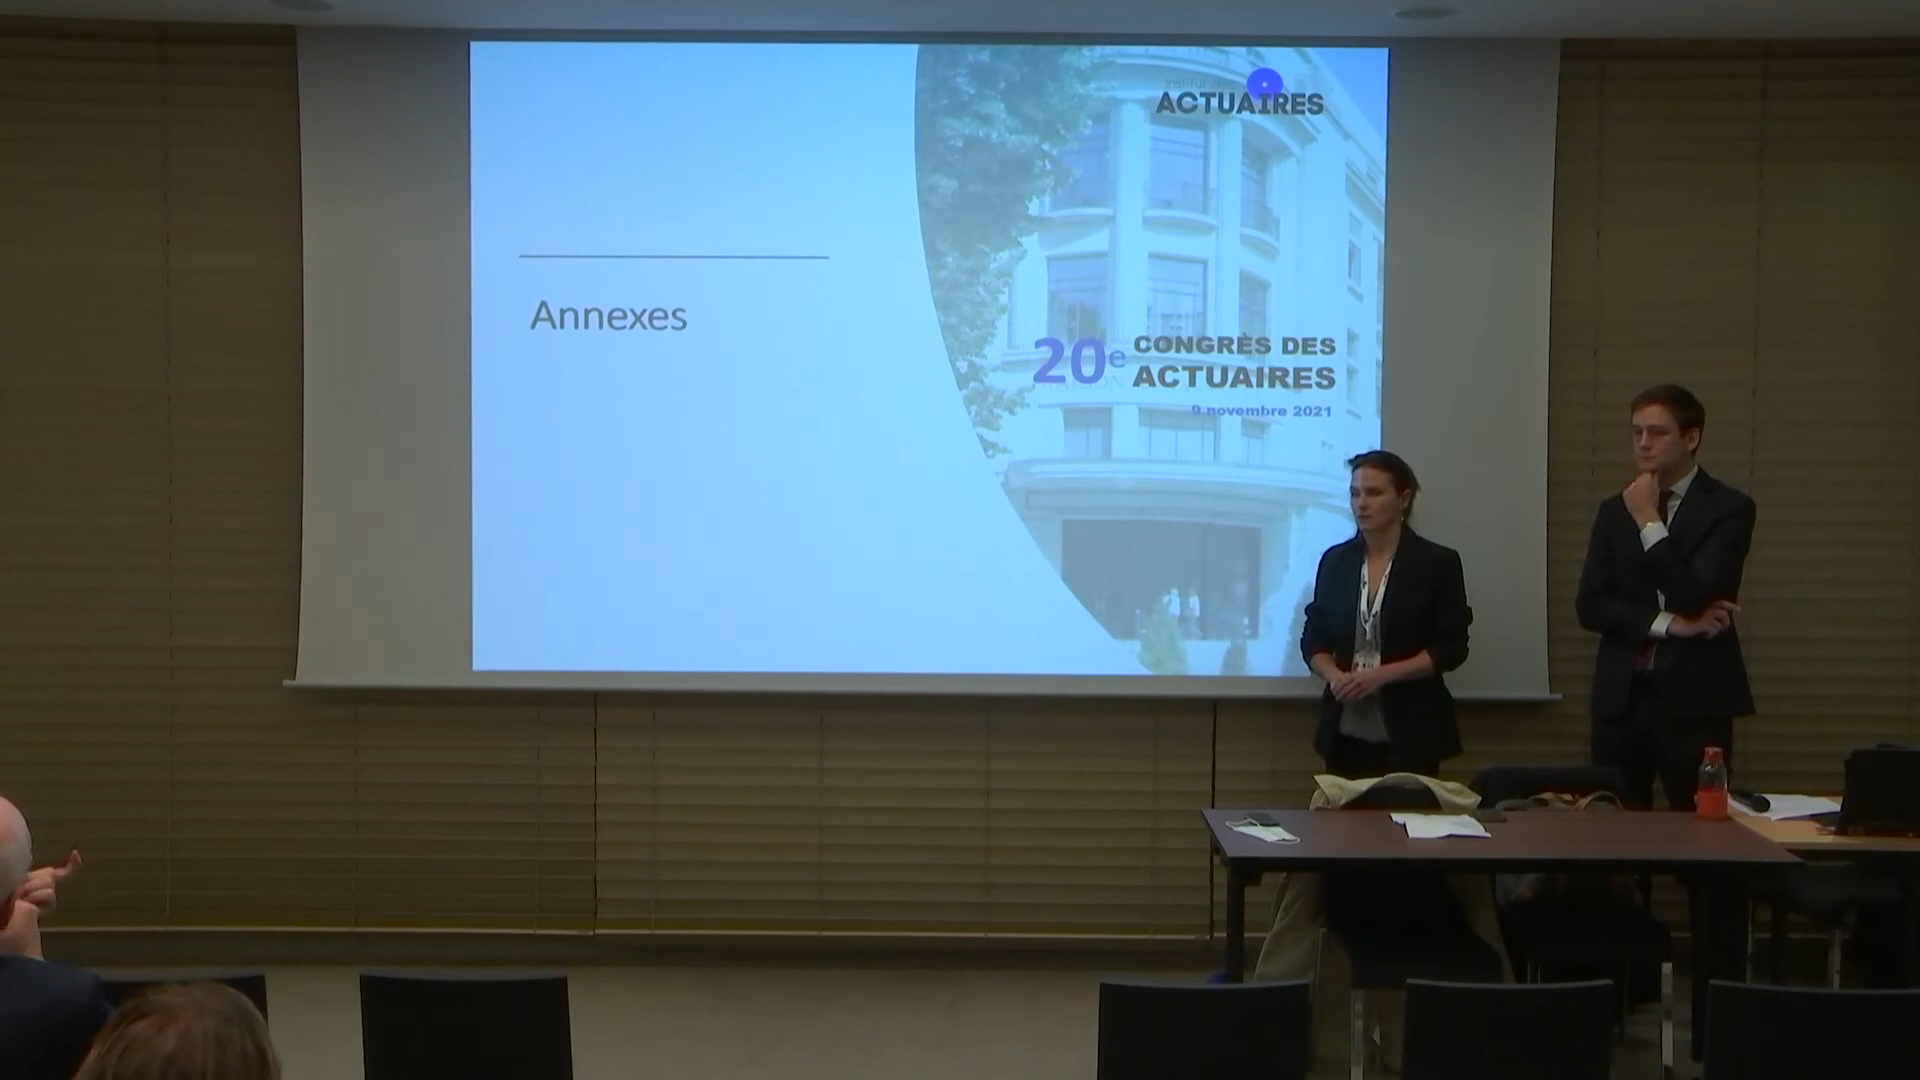 Annexes
ACTUAIRES
20e CONGRÈS DES
ACTUAIRES
9 novembre 2021